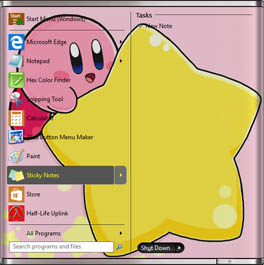 Start Menu (Windows)
Tasks
New Note
Microsoft Edge
Notepad
Hex Color Finder
Snipping Tool
Calculator
Button Menu Maker
Paint
Sticky Notes
Store
Half-Life Uplink
All Programs
Search programs and files
Shut Down